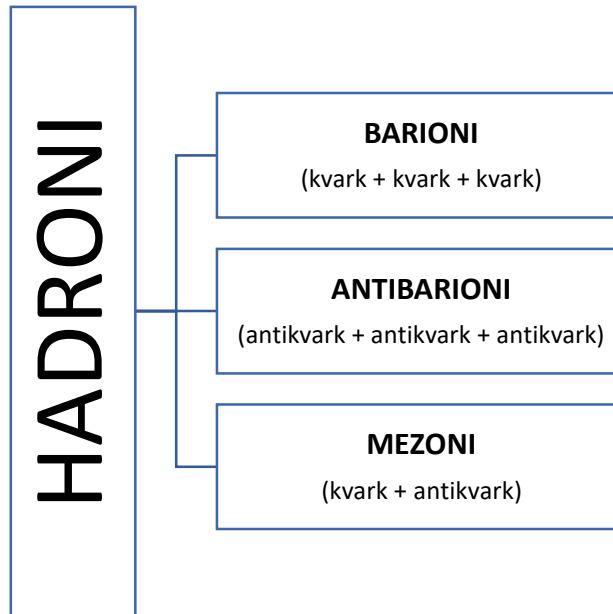 HADRONI
BARIONI
(kvark + kvark + kvark)
ANTIBARIONI
(antikvark + antikvark + antikvark)
MEZONI
(kvark + antikvark)